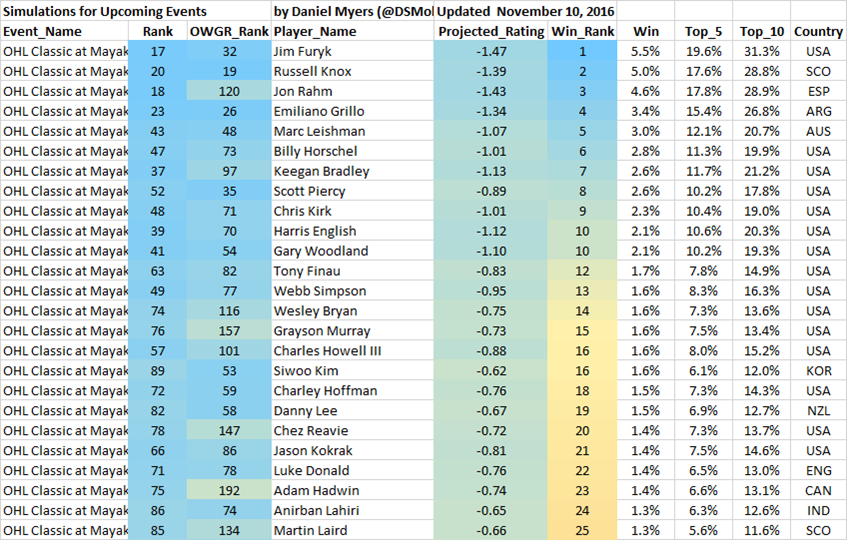 Simulations for Upcoming Events by Daniel Myers (@DSMol Updated November 10, 2016
Event_Name Rank OWGR_Rank Player_Name Projected_Rating Win_Rank Win Top_5 Top_10 Country
OHL Classic at Mayak 17 32 Jim Furyk -1.47 1 5.5% 19.6% 31.3% USA
OHL Classic at Mayak 20 19 Russell Knox -1.39 2 5.0% 17.6% 28.8% SCO
OHL Classic at Mayak 18 120 Jon Rahm -1.43 3 4.6% 17.8% 28.9% ESP
OHL Classic at Mayak 23 26 Emiliano Grillo -1.34 4 3.4% 15.4% 26.8% ARG
OHL Classic at Mayak 43 48 Marc Leishman -1.07 5 3.0% 12.1% 20.7% AUS
OHL Classic at Mayak 47 73 Billy Horschel -1.01 6 2.8% 11.3% 19.9% USA
OHL Classic at Mayak 37 97 Keegan Bradley -1.13 7 2.6% 11.7% 21.2% USA
OHL Classic at Mayak 52 35 Scott Piercy -0.89 8 2.6% 10.2% 17.8% USA
OHL Classic at Mayak 48 71 Chris Kirk -1.01 9 2.3% 10.4% 19.0% USA
OHL Classic at Mayak 39 70 Harris English -1.12 10 2.1% 10.6% 20.3% USA
OHL Classic at Mayak 41 54 Gary Woodland -1.10 10 2.1% 10.2% 19.3% USA
OHL Classic at Mayak 63 82 Tony Finau -0.83 12 1.7% 7.8% 14.9% USA
OHL Classic at Mayak 49 77 Webb Simpson -0.95 13 1.6% 8.3% 16.3% USA
OHL Classic at Mayak 74 116 Wesley Bryan -0.75 14 1.6% 7.3% 13.6% USA
OHL Classic at Mayak 76 157 Grayson Murray -0.73 15 1.6% 7.5% 13.4% USA
OHL Classic at Mayak 57 101 Charles Howell III -0.88 16 1.6% 8.0% 15.2% USA
OHL Classic at Mayak 89 53 Siwoo Kim -0.62 16 1.6% 6.1% 12.0% KOR
OHL Classic at Mayak 72 59 Charley Hoffman -0.76 18 1.5% 7.3% 14.3% USA
OHL Classic at Mayak 82 58 Danny Lee -0.67 19 1.5% 6.9% 12.7% NZL
OHL Classic at Mayak 78 147 Chez Reavie -0.72 20 1.4% 7.3% 13.7% USA
OHL Classic at Mayak 66 86 Jason Kokrak -0.81 21 1.4% 7.5% 14.6% USA
OHL Classic at Mayak 71 78 Luke Donald -0.76 22 1.4% 6.5% 13.0% ENG
OHL Classic at Mayak 75 192 Adam Hadwin -0.74 23 1.4% 6.6% 13.1% CAN
OHL Classic at Mayak 86 74 Anirban Lahiri -0.65 24 1.3% 6.3% 12.6% IND
OHL Classic at Mayak 85 134 Martin Laird -0.66 25 1.3% 5.6% 11.6% SCO